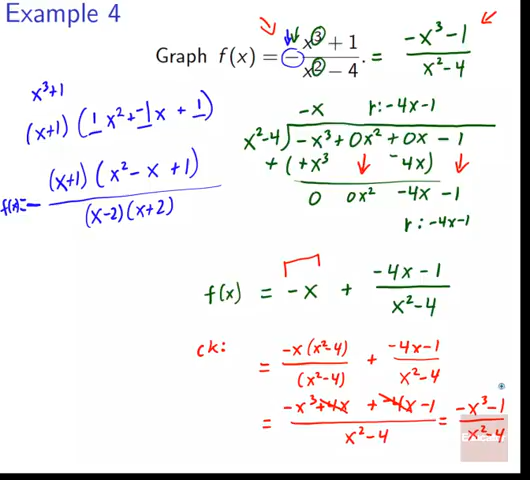 Example 4
Graph f(x) = − (x³ + 1)/(x² − 4). = (−x³ − 1)/(x² − 4)
x³+1
(x+1) (1x² + −1x + 1)
f(x) = − (x+1)(x² − x + 1)/((x−2)(x+2))
−x r: −4x−1
x²−4 ) −x³ + 0x² + 0x − 1
+ (+x³ −4x)
0 0x² −4x −1
r: −4x−1
f(x) = −x + (−4x − 1)/(x² − 4)
ck: = −x(x²−4)/(x²−4) + (−4x−1)/(x²−4)
= (−x³ + 4x + −4x − 1)/(x² − 4) = (−x³ − 1)/(x² − 4)